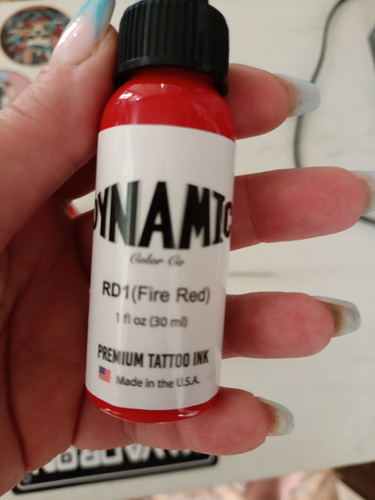 DYNAMIC
Color Co
RD1(Fire Red)
1 fl oz (30 ml)
PREMIUM TATTOO INK
Made in the U.S.A.